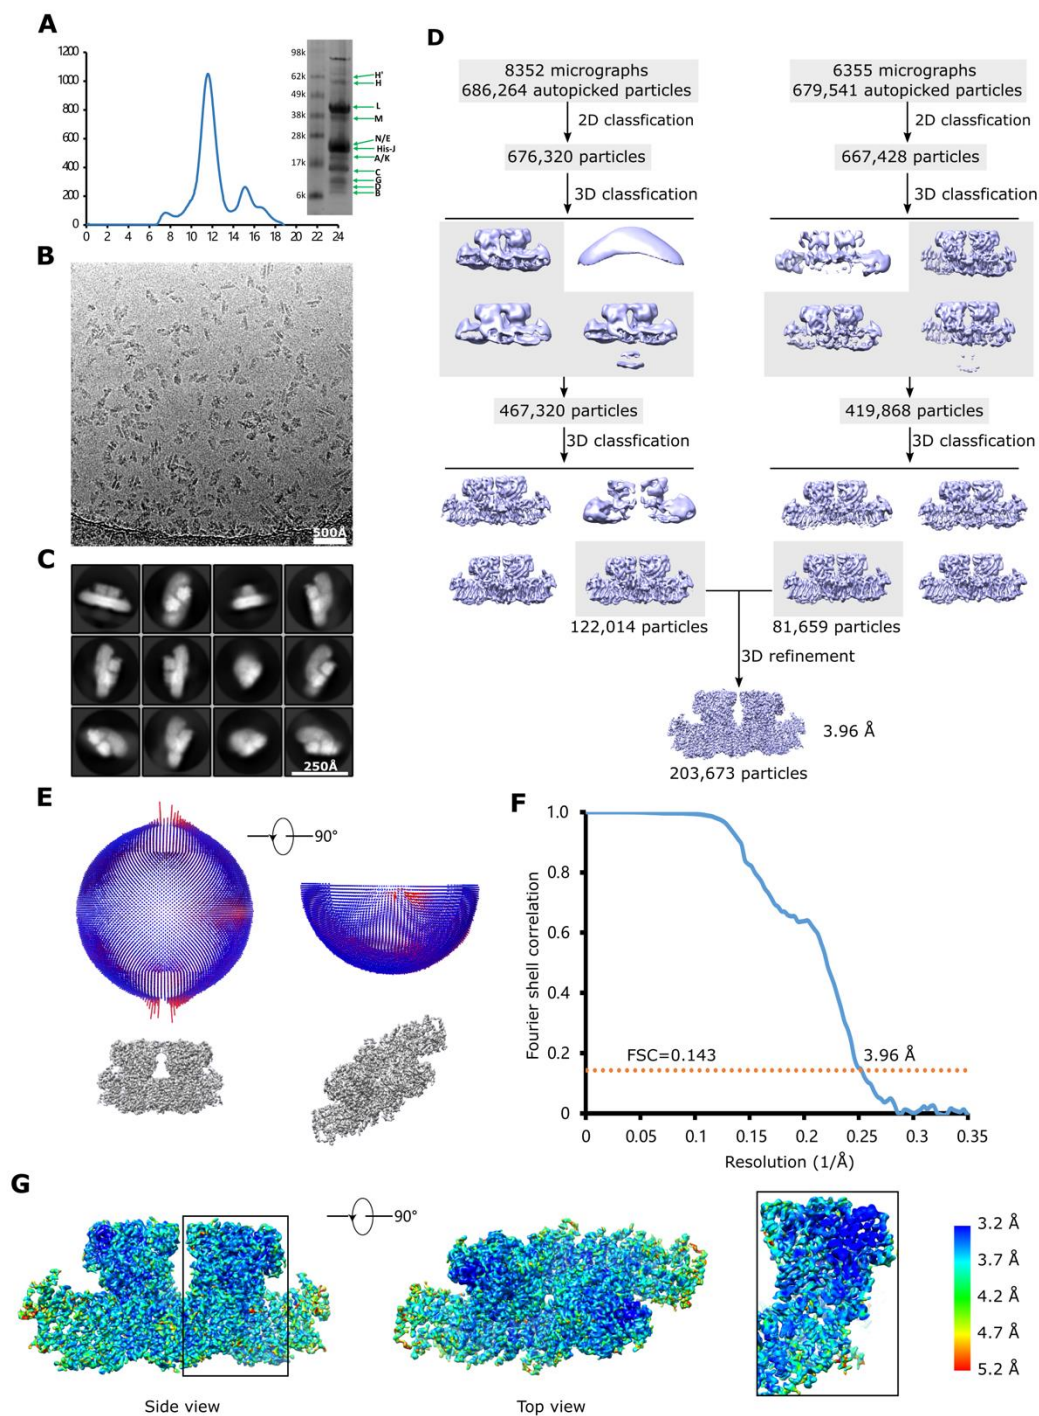 A
1200
1000
800
600
400
200
0
0 2 4 6 8 10 12 14 16 18 20 22 24
98k
62k
49k
38k
28k
17k
6k
H'
H
L
M
N/E
His-J
A/K
C
G
D
B
B
500Å
C
250Å
D
8352 micrographs
686,264 autopicked particles
2D classfication
676,320 particles
3D classfication
467,320 particles
3D classfication
122,014 particles
6355 micrographs
679,541 autopicked particles
2D classfication
667,428 particles
3D classfication
419,868 particles
3D classfication
81,659 particles
3D refinement
3.96 Å
203,673 particles
E
90°
F
Fourier shell correlation
1.0
0.8
0.6
0.4
0.2
0
FSC=0.143
3.96 Å
0 0.05 0.1 0.15 0.2 0.25 0.3 0.35
Resolution (1/Å)
G
90°
Side view
Top view
3.2 Å
3.7 Å
4.2 Å
4.7 Å
5.2 Å